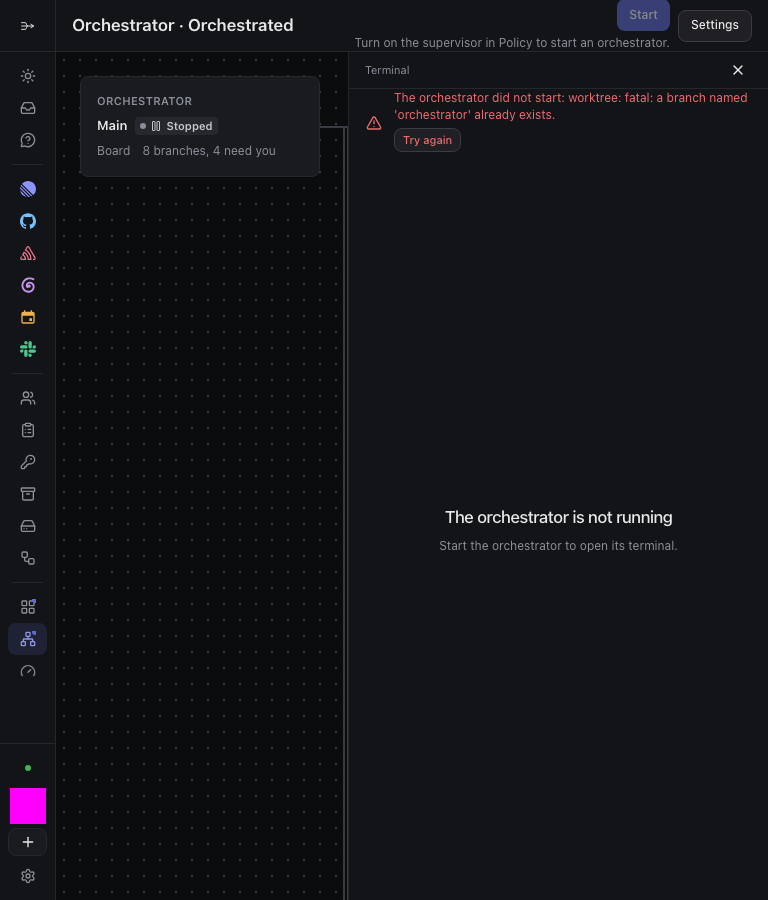 Orchestrator · Orchestrated
Start
Settings
Turn on the supervisor in Policy to start an orchestrator.
ORCHESTRATOR
Main Stopped
Board 8 branches, 4 need you
Terminal
The orchestrator did not start: worktree: fatal: a branch named
'orchestrator' already exists.
Try again
The orchestrator is not running
Start the orchestrator to open its terminal.